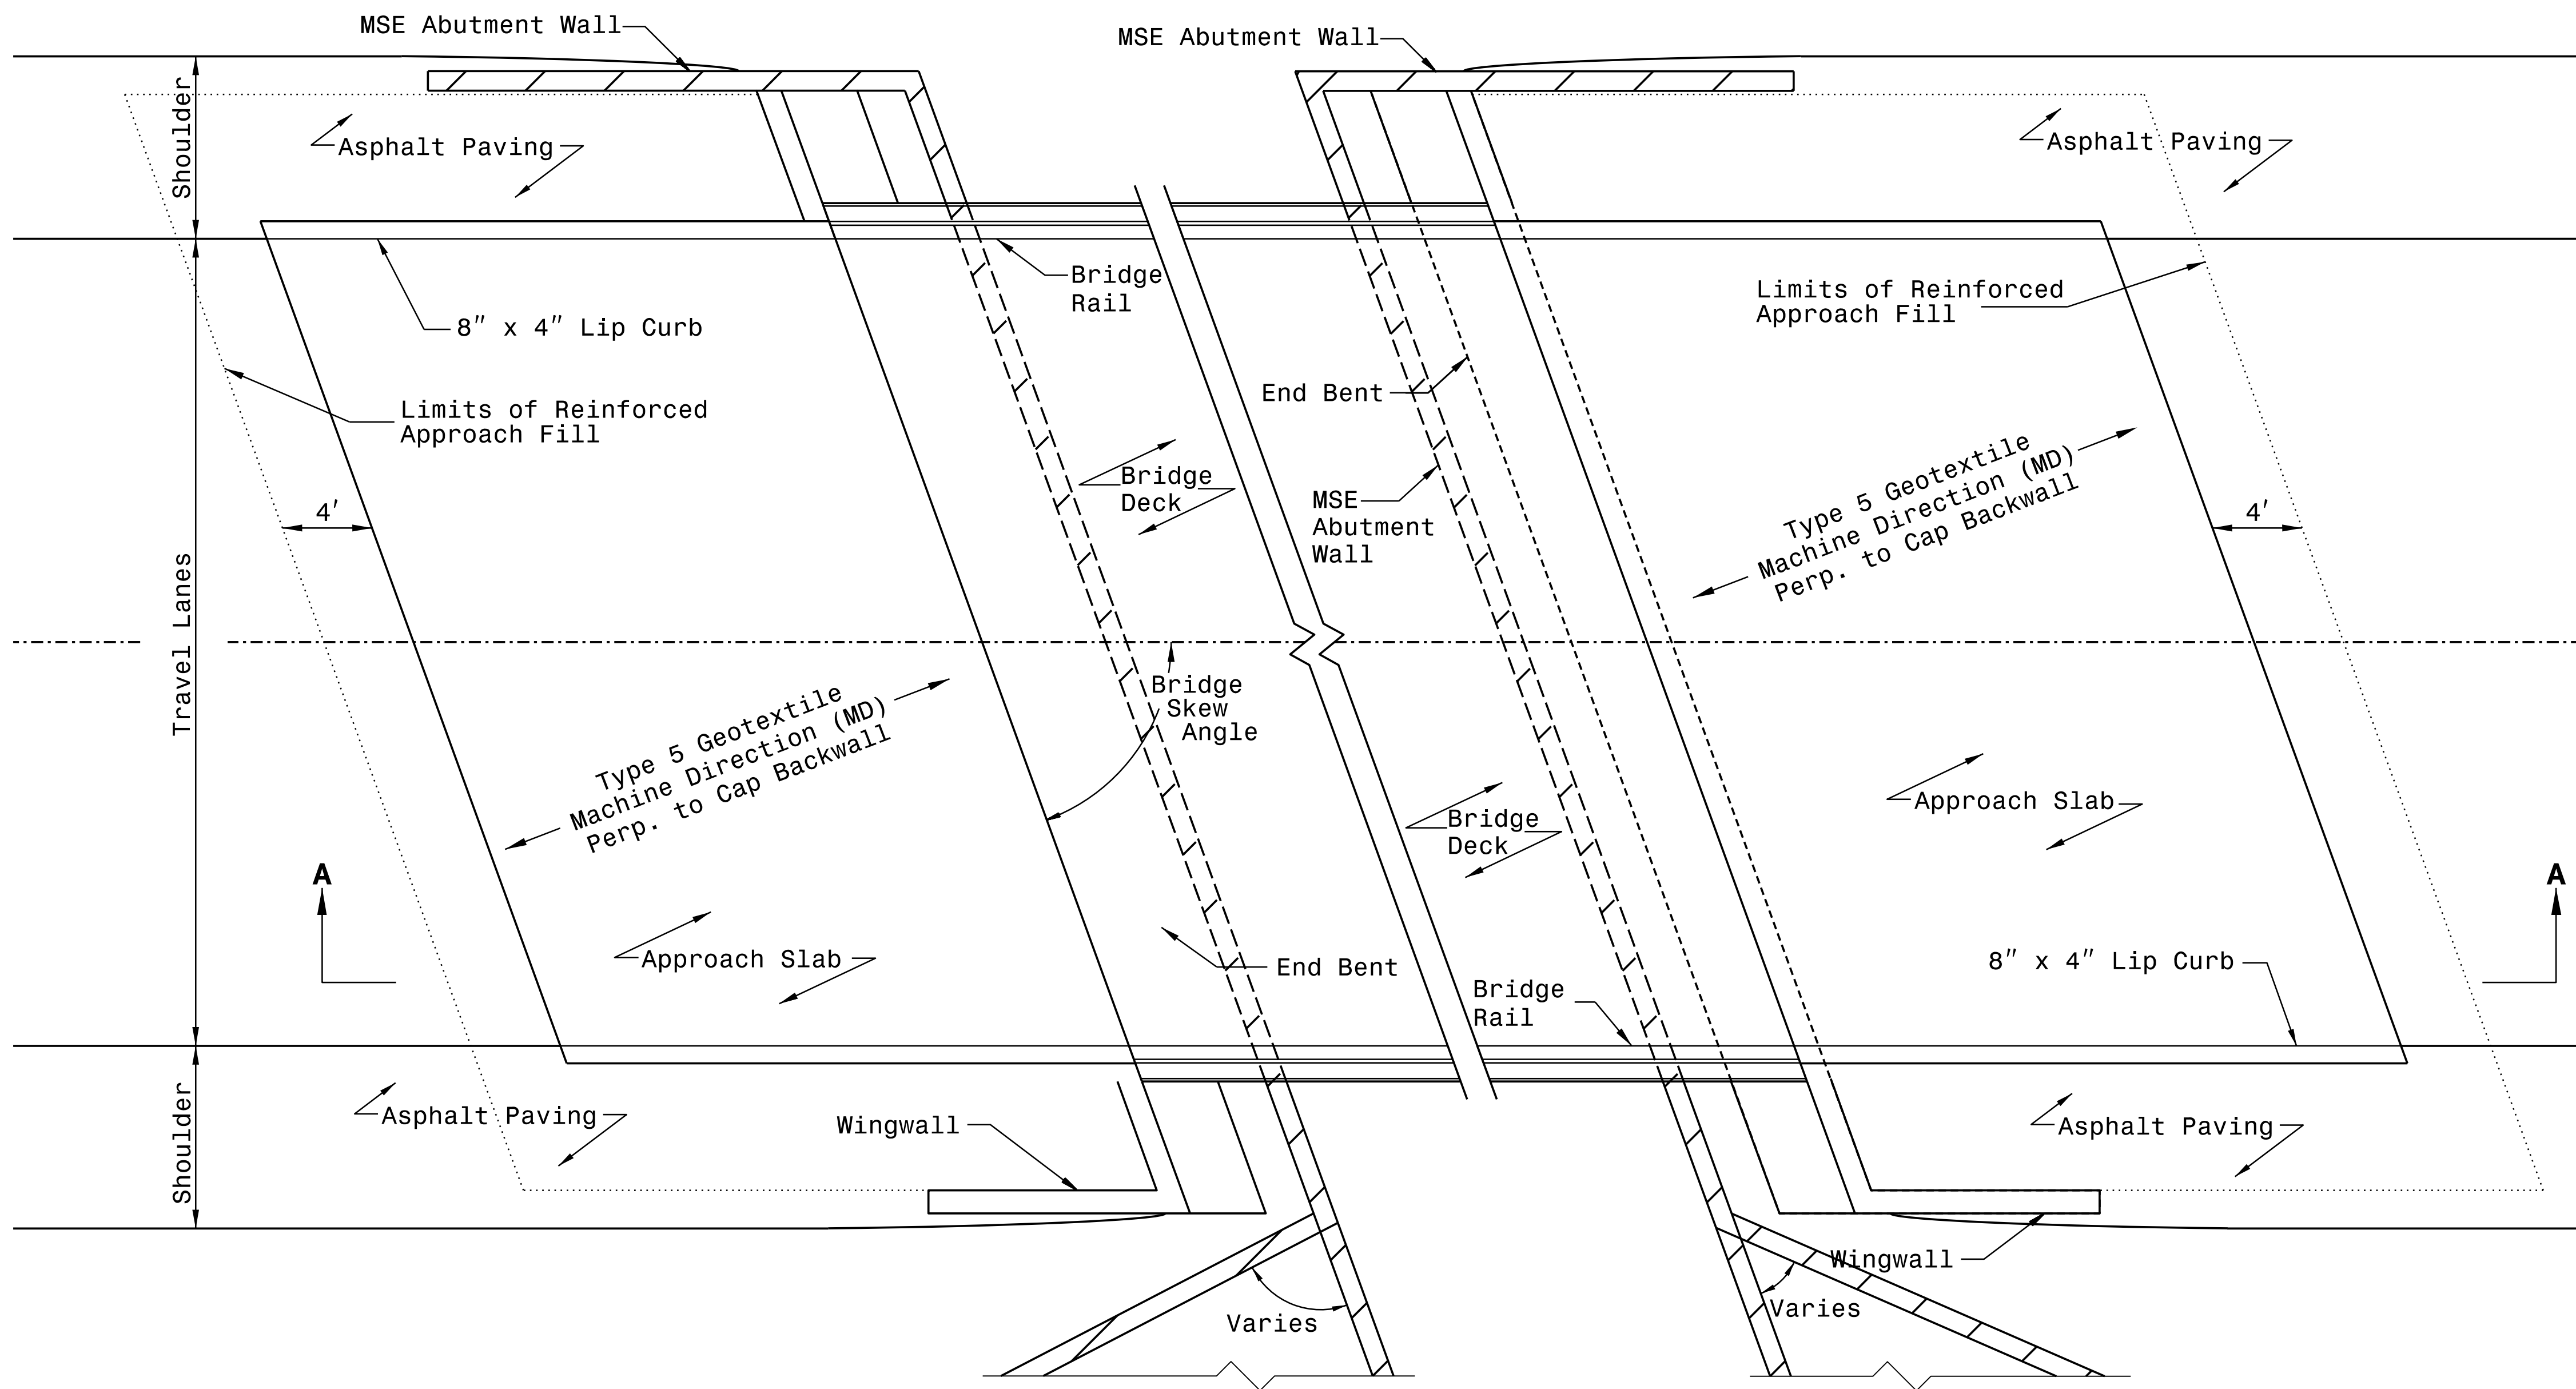 MSE Abutment Wall
MSE Abutment Wall
Shoulder
Asphalt Paving
Asphalt Paving
Bridge
Rail
8" x 4" Lip Curb
Limits of Reinforced
Approach Fill
Limits of Reinforced
Approach Fill
End Bent
Bridge
Deck
MSE
Abutment
Wall
4'
4'
Type 5 Geotextile
Machine Direction (MD)
Perp. to Cap Backwall
Travel Lanes
Bridge
Skew
Angle
Type 5 Geotextile
Machine Direction (MD)
Perp. to Cap Backwall
Approach Slab
Bridge
Deck
A
A
Approach Slab
End Bent
8" x 4" Lip Curb
Bridge
Rail
Shoulder
Asphalt Paving
Wingwall
Asphalt Paving
Wingwall
Varies
Varies